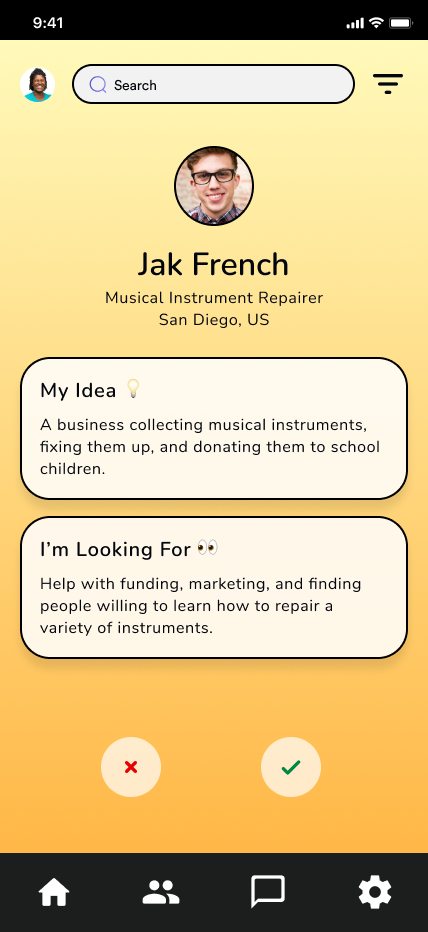 9:41
Search
Jak French
Musical Instrument Repairer
San Diego, US
My Idea 💡
A business collecting musical instruments,
fixing them up, and donating them to school
children.
I’m Looking For 👀
Help with funding, marketing, and finding
people willing to learn how to repair a
variety of instruments.